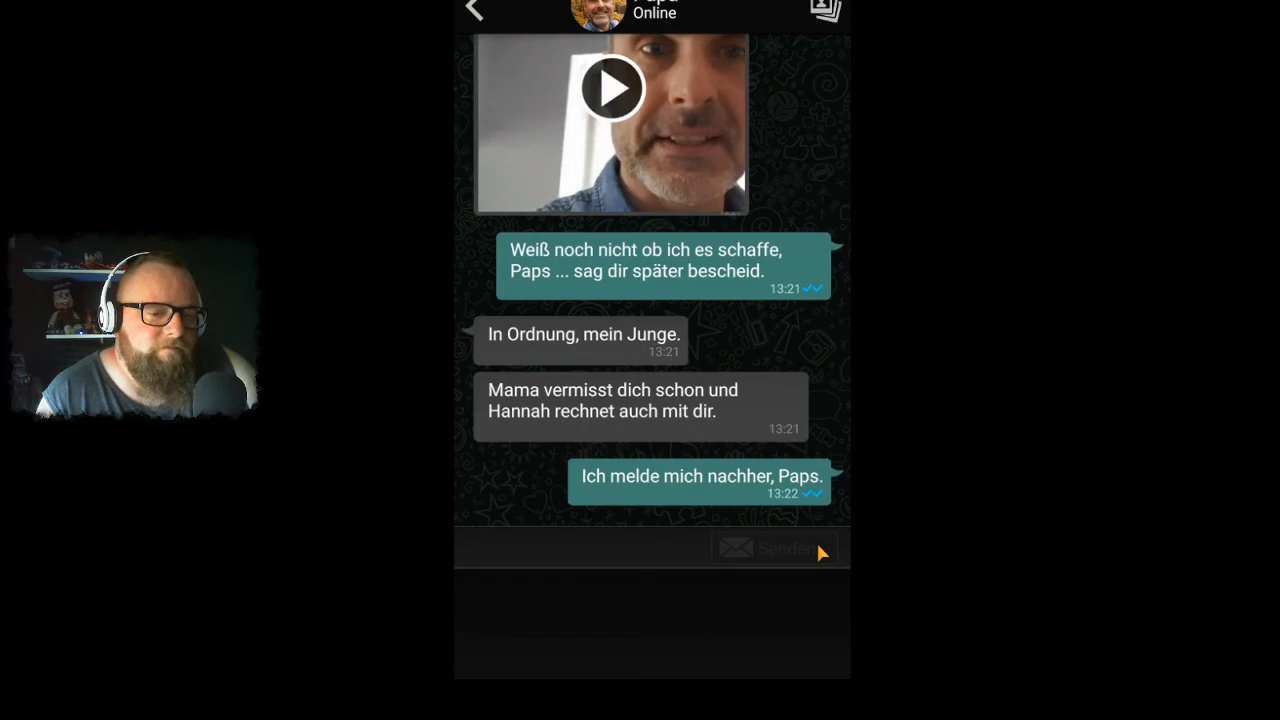 Online
Weiß noch nicht ob ich es schaffe,
Paps ... sag dir später bescheid.
13:21
In Ordnung, mein Junge.
13:21
Mama vermisst dich schon und
Hannah rechnet auch mit dir.
13:21
Ich melde mich nachher, Paps.
13:22
Senden